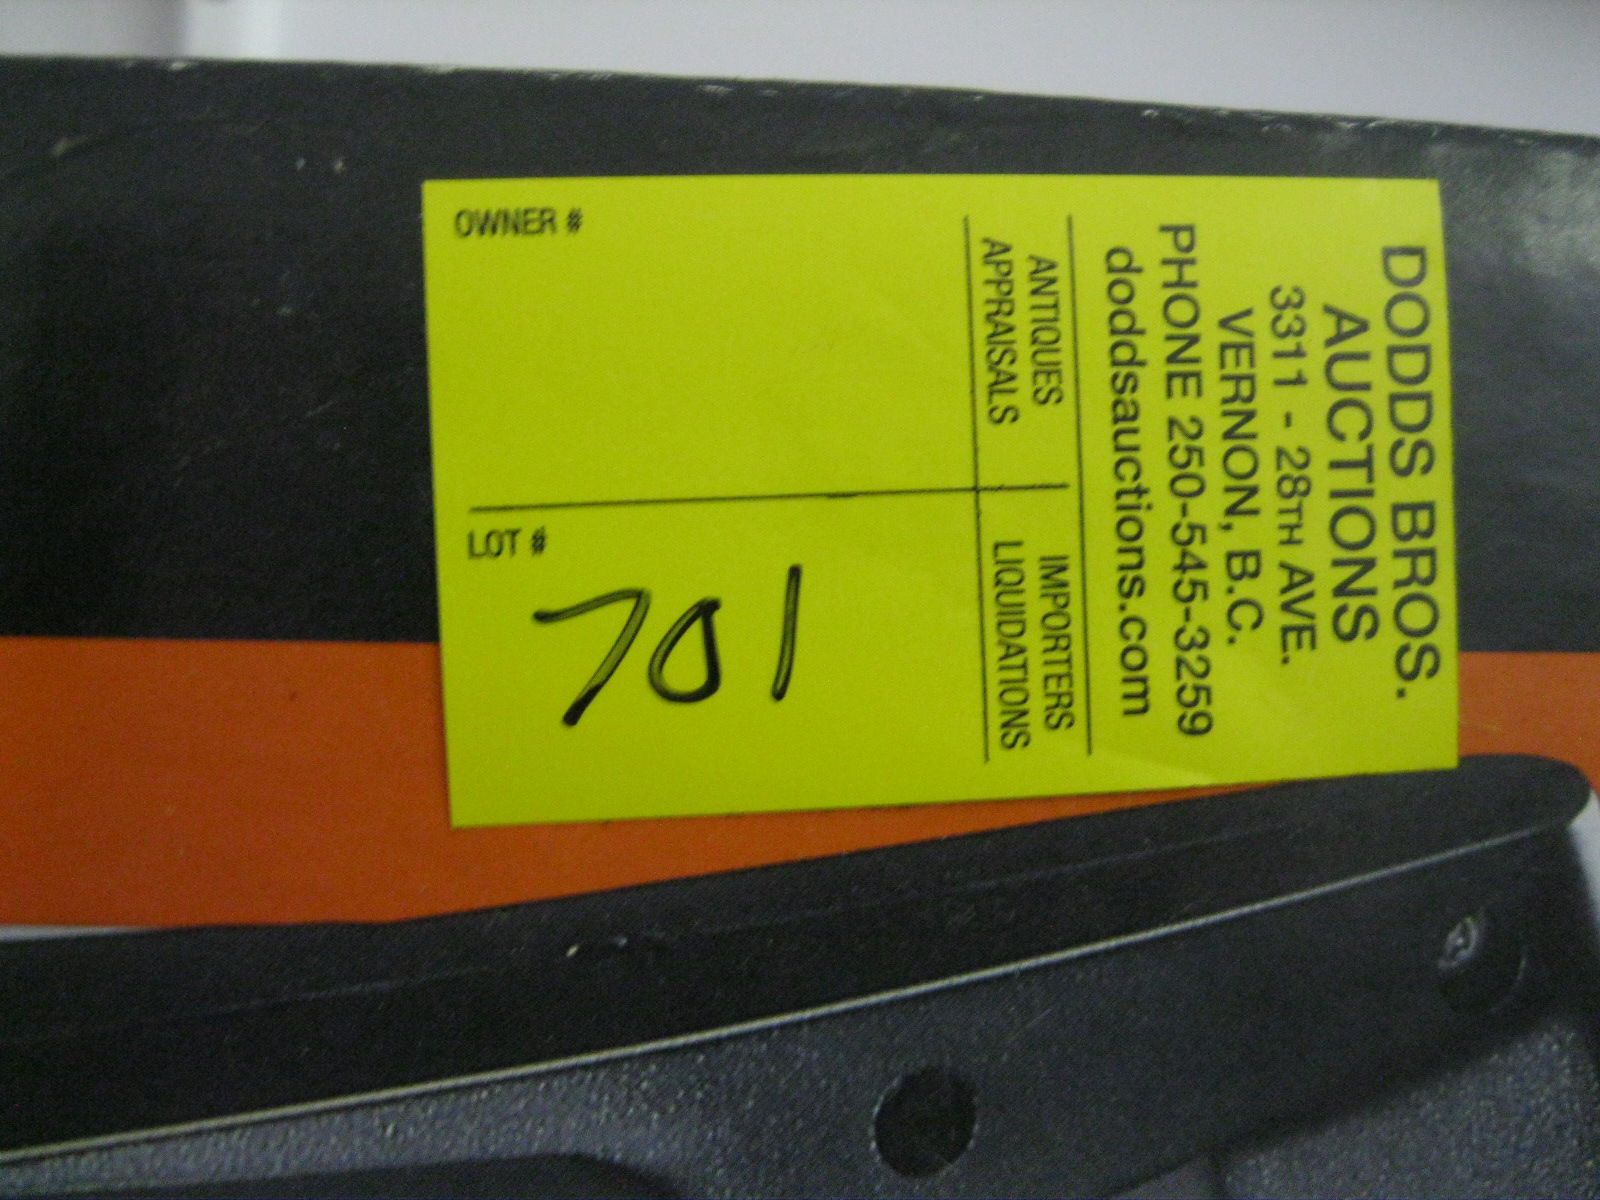 DODDS BROS.
AUCTIONS
3311 - 28TH AVE.
VERNON, B.C.
PHONE 250-545-3259
doddsauctions.com
ANTIQUES IMPORTERS
APPRAISALS LIQUIDATIONS
OWNER #
LOT #
701